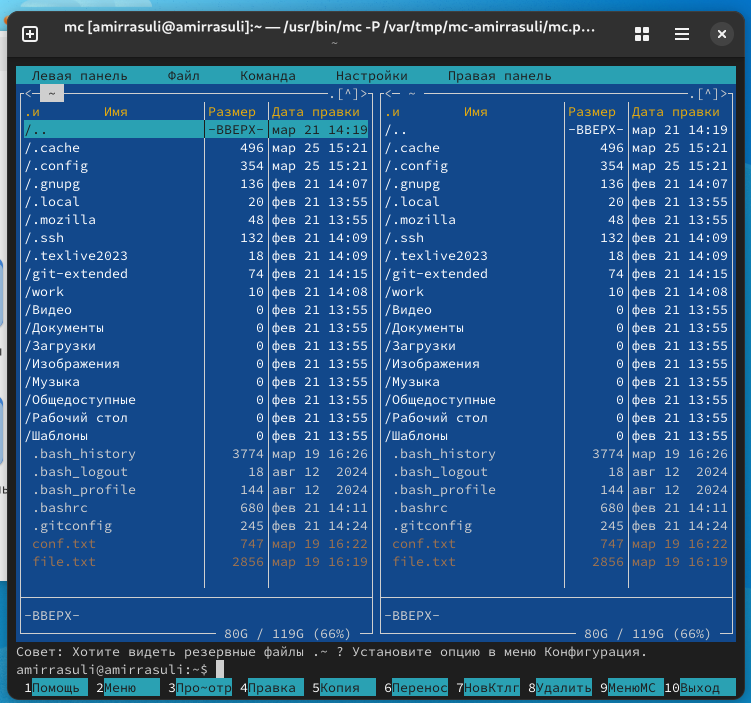 mc [amirrasuli@amirrasuli]:~ — /usr/bin/mc -P /var/tmp/mc-amirrasuli/mc.p…
~
Левая панель Файл Команда Настройки Правая панель
<─ ~ ─.[^]> <─ ~ ─.[^]>
.и Имя Размер Дата правки .и Имя Размер Дата правки
/.. -ВВЕРХ- мар 21 14:19 /.. -ВВЕРХ- мар 21 14:19
/.cache 496 мар 25 15:21 /.cache 496 мар 25 15:21
/.config 354 мар 25 15:21 /.config 354 мар 25 15:21
/.gnupg 136 фев 21 14:07 /.gnupg 136 фев 21 14:07
/.local 20 фев 21 13:55 /.local 20 фев 21 13:55
/.mozilla 48 фев 21 13:55 /.mozilla 48 фев 21 13:55
/.ssh 132 фев 21 14:09 /.ssh 132 фев 21 14:09
/.texlive2023 18 фев 21 14:09 /.texlive2023 18 фев 21 14:09
/git-extended 74 фев 21 14:15 /git-extended 74 фев 21 14:15
/work 10 фев 21 14:08 /work 10 фев 21 14:08
/Видео 0 фев 21 13:55 /Видео 0 фев 21 13:55
/Документы 0 фев 21 13:55 /Документы 0 фев 21 13:55
/Загрузки 0 фев 21 13:55 /Загрузки 0 фев 21 13:55
/Изображения 0 фев 21 13:55 /Изображения 0 фев 21 13:55
/Музыка 0 фев 21 13:55 /Музыка 0 фев 21 13:55
/Общедоступные 0 фев 21 13:55 /Общедоступные 0 фев 21 13:55
/Рабочий стол 0 фев 21 13:55 /Рабочий стол 0 фев 21 13:55
/Шаблоны 0 фев 21 13:55 /Шаблоны 0 фев 21 13:55
.bash_history 3774 мар 19 16:26 .bash_history 3774 мар 19 16:26
.bash_logout 18 авг 12 2024 .bash_logout 18 авг 12 2024
.bash_profile 144 авг 12 2024 .bash_profile 144 авг 12 2024
.bashrc 680 фев 21 14:11 .bashrc 680 фев 21 14:11
.gitconfig 245 фев 21 14:24 .gitconfig 245 фев 21 14:24
conf.txt 747 мар 19 16:22 conf.txt 747 мар 19 16:22
file.txt 2856 мар 19 16:19 file.txt 2856 мар 19 16:19
-ВВЕРХ- -ВВЕРХ-
80G / 119G (66%) 80G / 119G (66%)
Совет: Хотите видеть резервные файлы .~ ? Установите опцию в меню Конфигурация.
amirrasuli@amirrasuli:~$
1Помощь 2Меню 3Про~отр 4Правка 5Копия 6Перенос 7НовКтлг 8Удалить 9МенюMC 10Выход